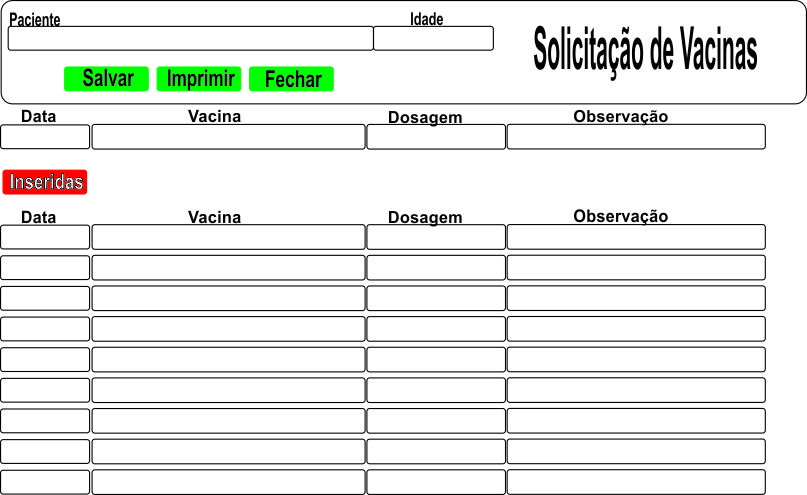 Paciente Idade
Solicitação de Vacinas
Salvar Imprimir Fechar
Data Vacina Dosagem Observação
Inseridas
Data Vacina Dosagem Observação